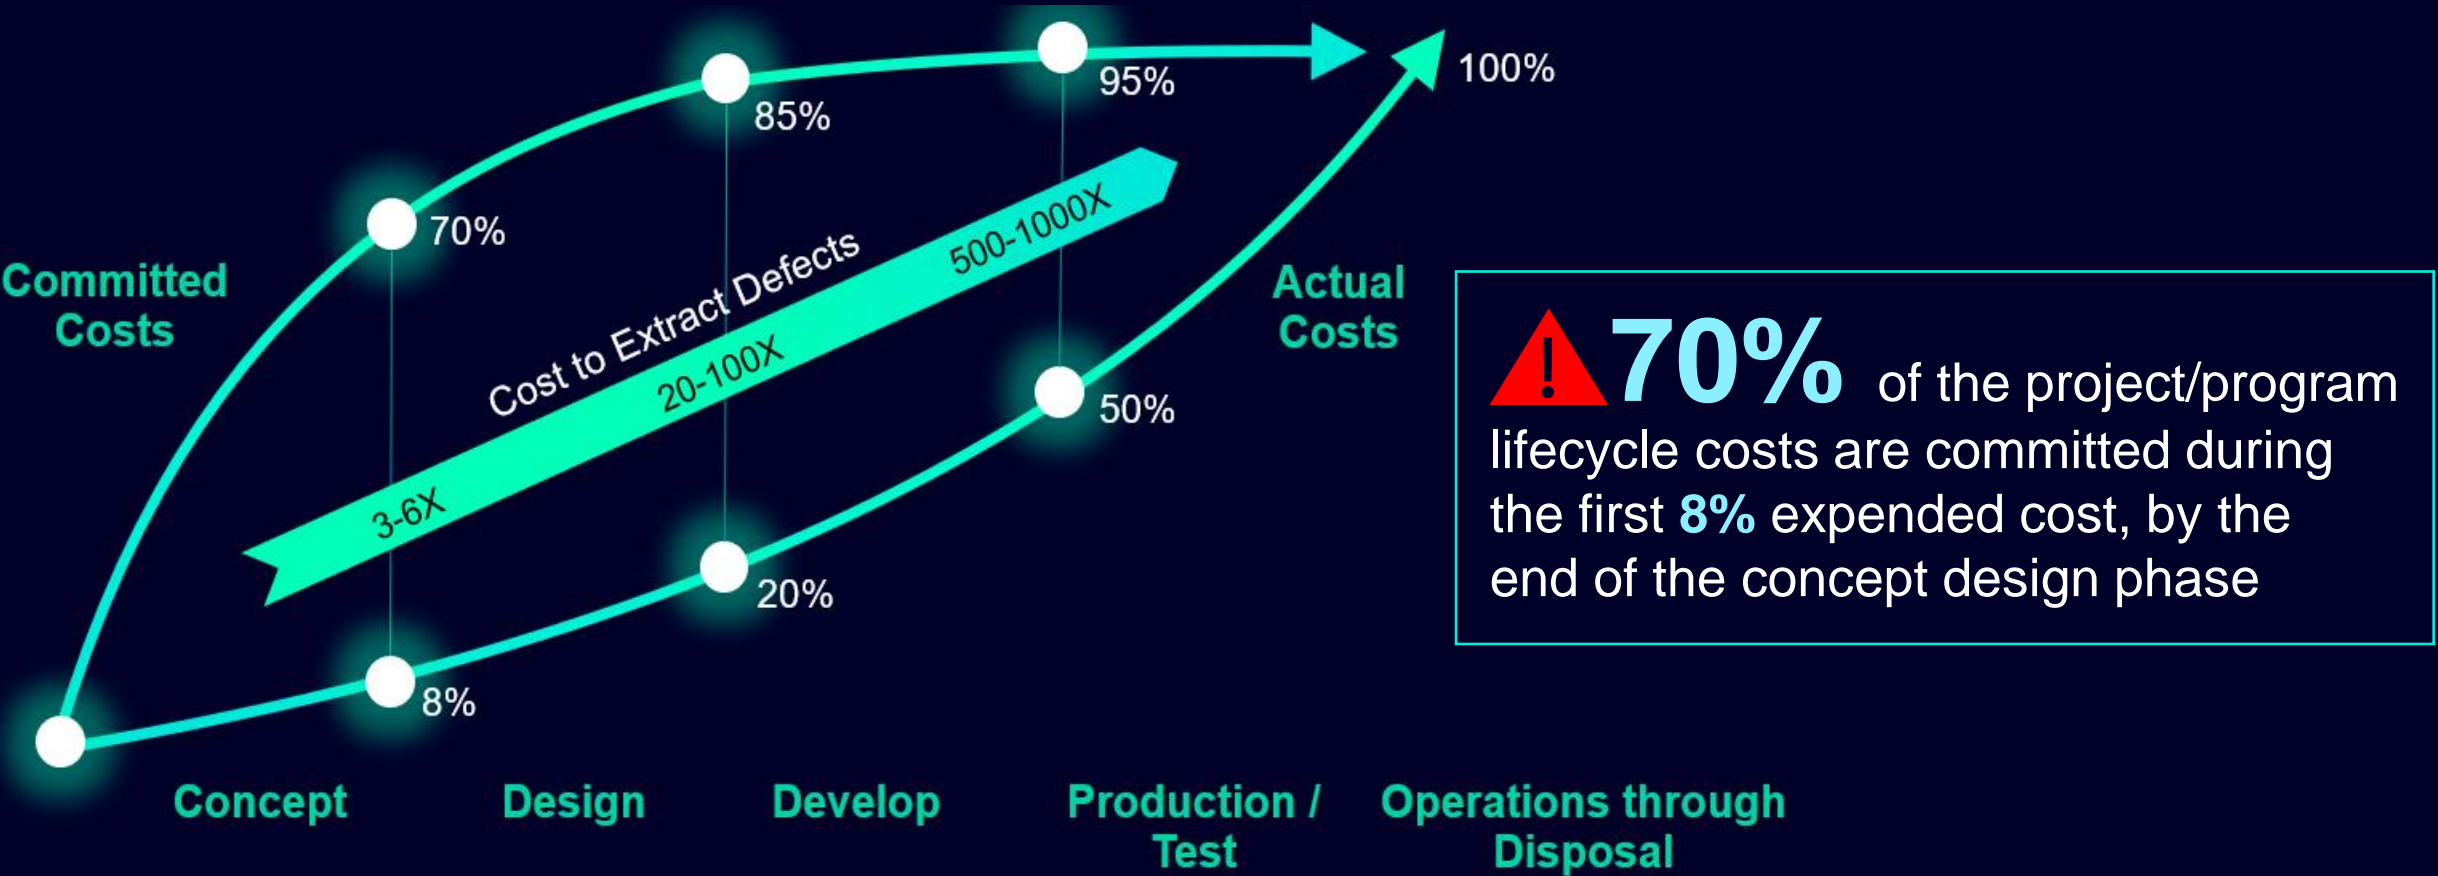 100%
95%
85%
70%
Committed
Costs
Cost to Extract Defects
500-1000X
20-100X
3-6X
Actual
Costs
50%
20%
8%
Concept
Design
Develop
Production /
Test
Operations through
Disposal
! 70% of the project/program
lifecycle costs are committed during
the first 8% expended cost, by the
end of the concept design phase